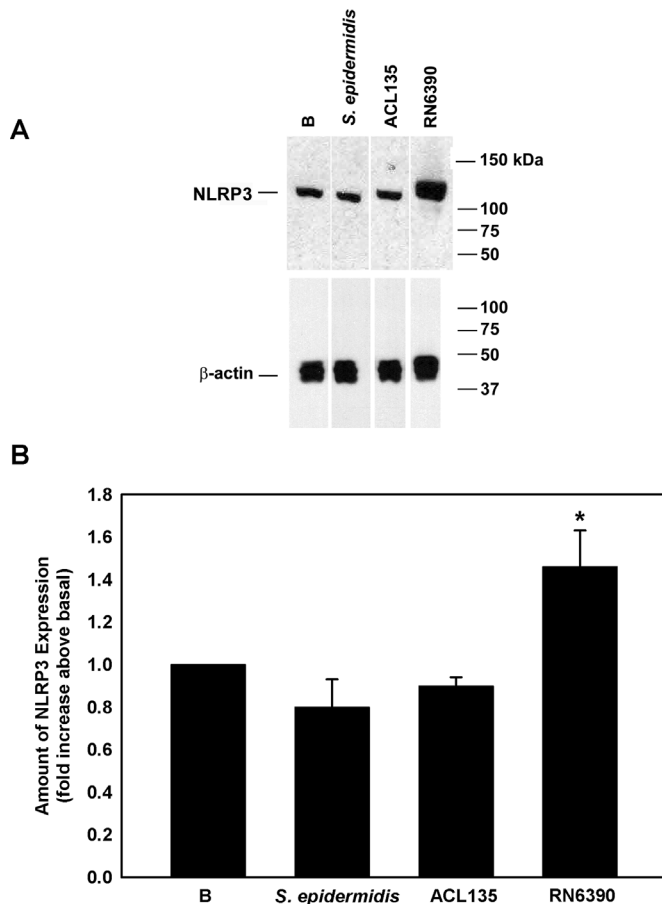 A
B
S. epidermidis
ACL135
RN6390
NLRP3
150 kDa
100
75
50
β-actin
100
75
50
37
B
Amount of NLRP3 Expression
(fold increase above basal)
1.8
1.6
1.4
1.2
1.0
0.8
0.6
0.4
0.2
0.0
*
B
S. epidermidis
ACL135
RN6390